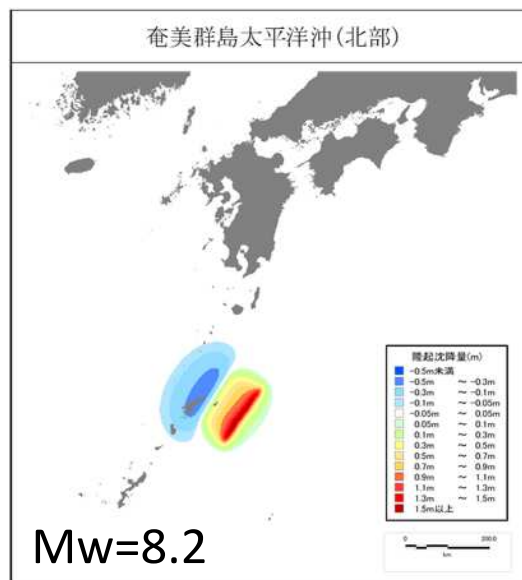 奄美群島太平洋沖(北部)
隆起沈降量(m)
-0.5m未満
-0.5m ～ -0.3m
-0.3m ～ -0.1m
-0.1m ～ -0.05m
-0.05m ～ 0.05m
0.05m ～ 0.1m
0.1m ～ 0.3m
0.3m ～ 0.5m
0.5m ～ 0.7m
0.7m ～ 0.9m
0.9m ～ 1.1m
1.1m ～ 1.3m
1.3m ～ 1.5m
1.5m以上
0 200.0
km
Mw=8.2